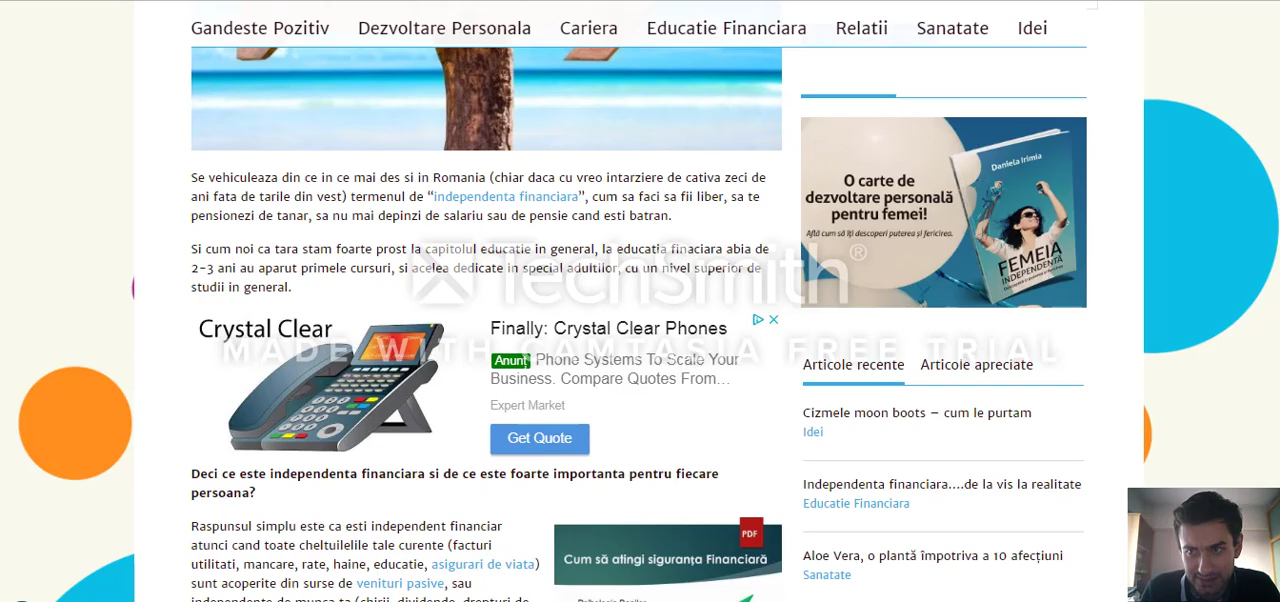 Gandeste Pozitiv Dezvoltare Personala Cariera Educatie Financiara Relatii Sanatate Idei
Se vehiculeaza din ce in ce mai des si in Romania (chiar daca cu vreo intarziere de cativa zeci de
ani fata de tarile din vest) termenul de “independenta financiara”, cum sa faci sa fii liber, sa te
pensionezi de tanar, sa nu mai depinzi de salariu sau de pensie cand esti batran.
Si cum noi ca tara stam foarte prost la capitolul educatie in general, la educatia finaciara abia de
2-3 ani au aparut primele cursuri, si acelea dedicate in special adultilor, cu un nivel superior de
studii in general.
TechSmith®
MADE WITH CAMTASIA FREE TRIAL
Crystal Clear
Finally: Crystal Clear Phones
Anunț Phone Systems To Scale Your
Business. Compare Quotes From...
Expert Market
Get Quote
Deci ce este independenta financiara si de ce este foarte importanta pentru fiecare
persoana?
Raspunsul simplu este ca esti independent financiar
atunci cand toate cheltuilelile tale curente (facturi
utilitati, mancare, rate, haine, educatie, asigurari de viata)
sunt acoperite din surse de venituri pasive, sau
independente de munca ta (chirii, dividende, drepturi de
PDF
Cum să atingi siguranța Financiară
O carte de
dezvoltare personală
pentru femei!
Află cum să îți descoperi puterea și fericirea.
Daniela Irimia
FEMEIA
INDEPENDENTĂ
Articole recente Articole apreciate
Cizmele moon boots – cum le purtam
Idei
Independenta financiara….de la vis la realitate
Educatie Financiara
Aloe Vera, o plantă împotriva a 10 afecțiuni
Sanatate